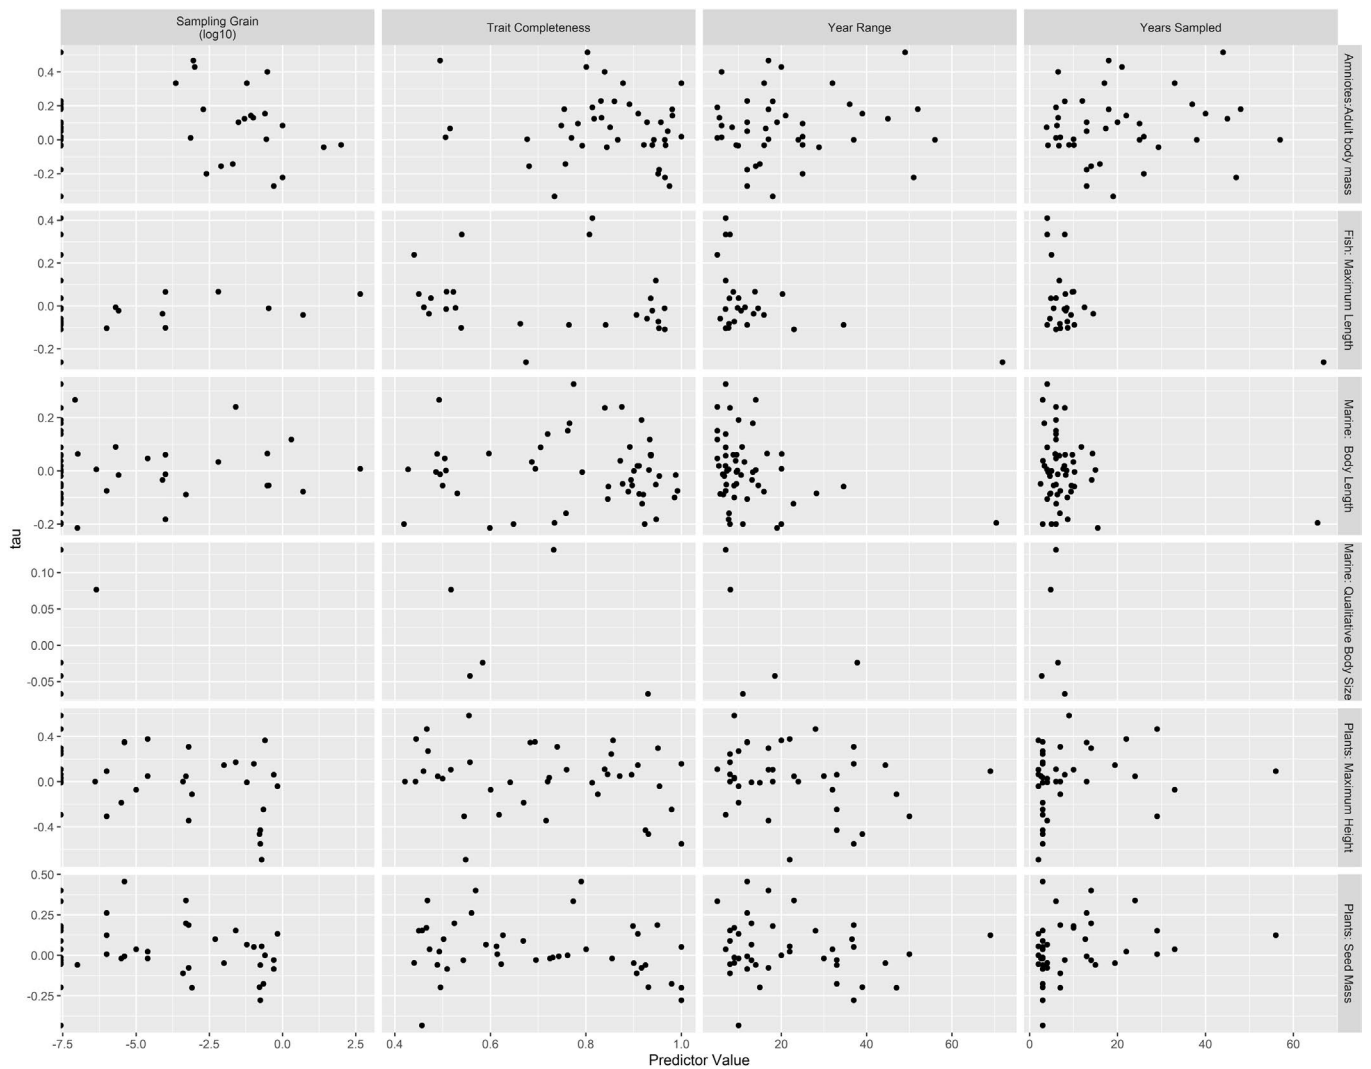 Sampling Grain
(log10)
Trait Completeness
Year Range
Years Sampled
0.4
0.2
0.0
-0.2
Amniotes:Adult body mass
0.4
0.2
0.0
-0.2
Fish: Maximum Length
0.2
0.0
-0.2
Marine: Body Length
tau
0.10
0.05
0.00
-0.05
Marine: Qualitative Body Size
0.4
0.0
-0.4
Plants: Maximum Height
0.50
0.25
0.00
-0.25
Plants: Seed Mass
-7.5 -5.0 -2.5 0.0 2.5 0.4 0.6 0.8 1.0 20 40 60 0 20 40 60
Predictor Value